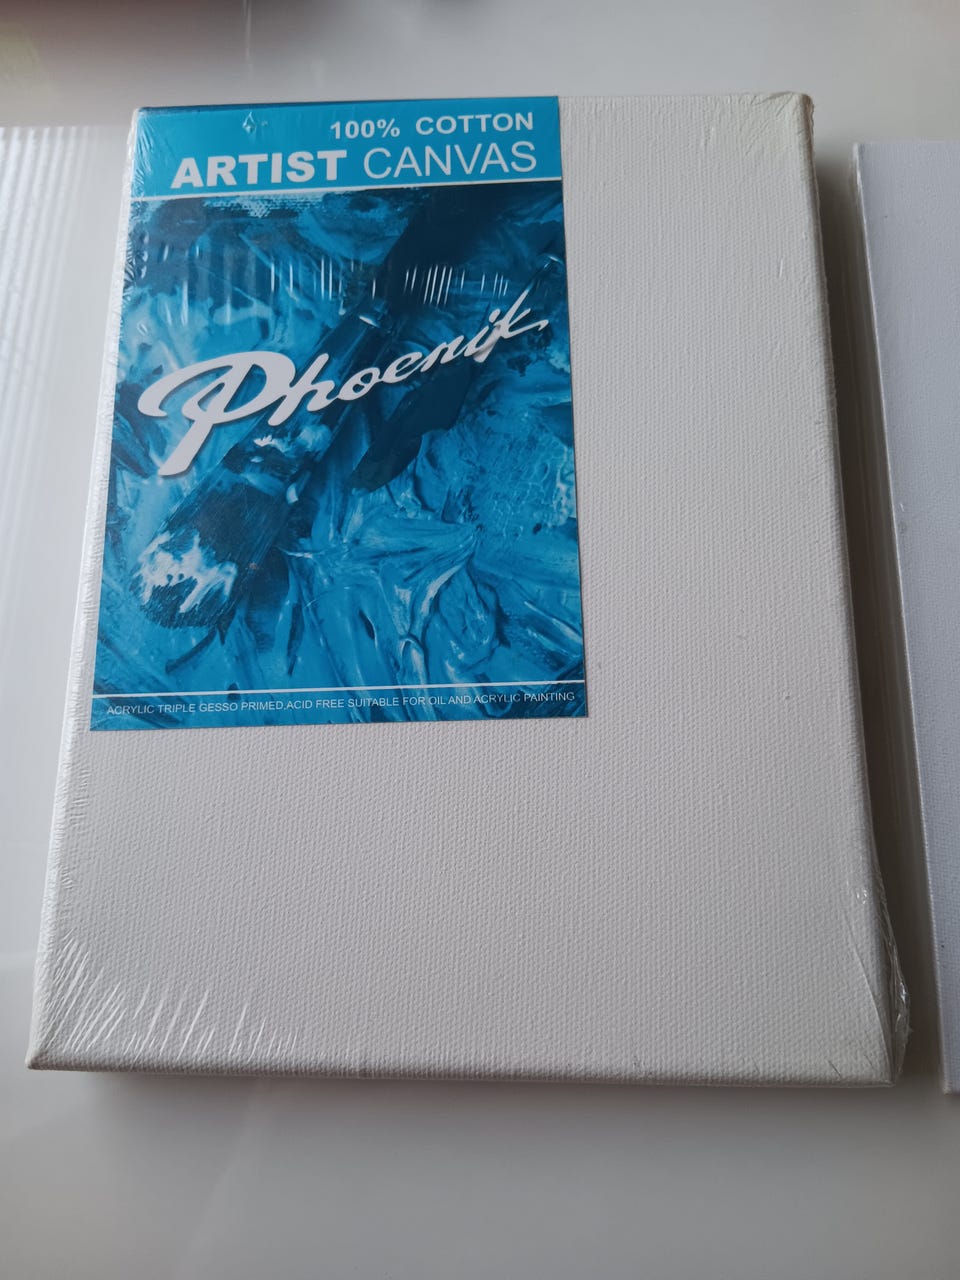 100% COTTON
ARTIST CANVAS
Phoenix
ACRYLIC TRIPLE GESSO PRIMED,ACID FREE SUITABLE FOR OIL AND ACRYLIC PAINTING